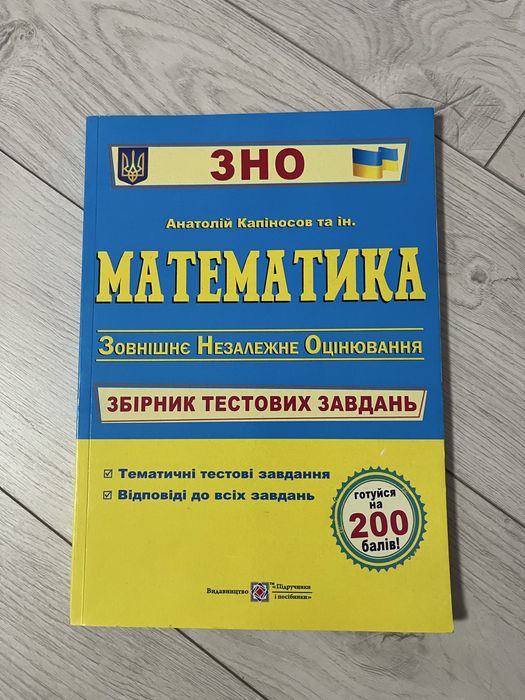 ЗНО
Анатолій Капіносов та ін.
МАТЕМАТИКА
ЗОВНІШНЄ НЕЗАЛЕЖНЕ ОЦІНЮВАННЯ
ЗБІРНИК ТЕСТОВИХ ЗАВДАНЬ
Тематичні тестові завдання
Відповіді до всіх завдань
готуйся
на
200
балів!
Видавництво «Підручники
і посібники»